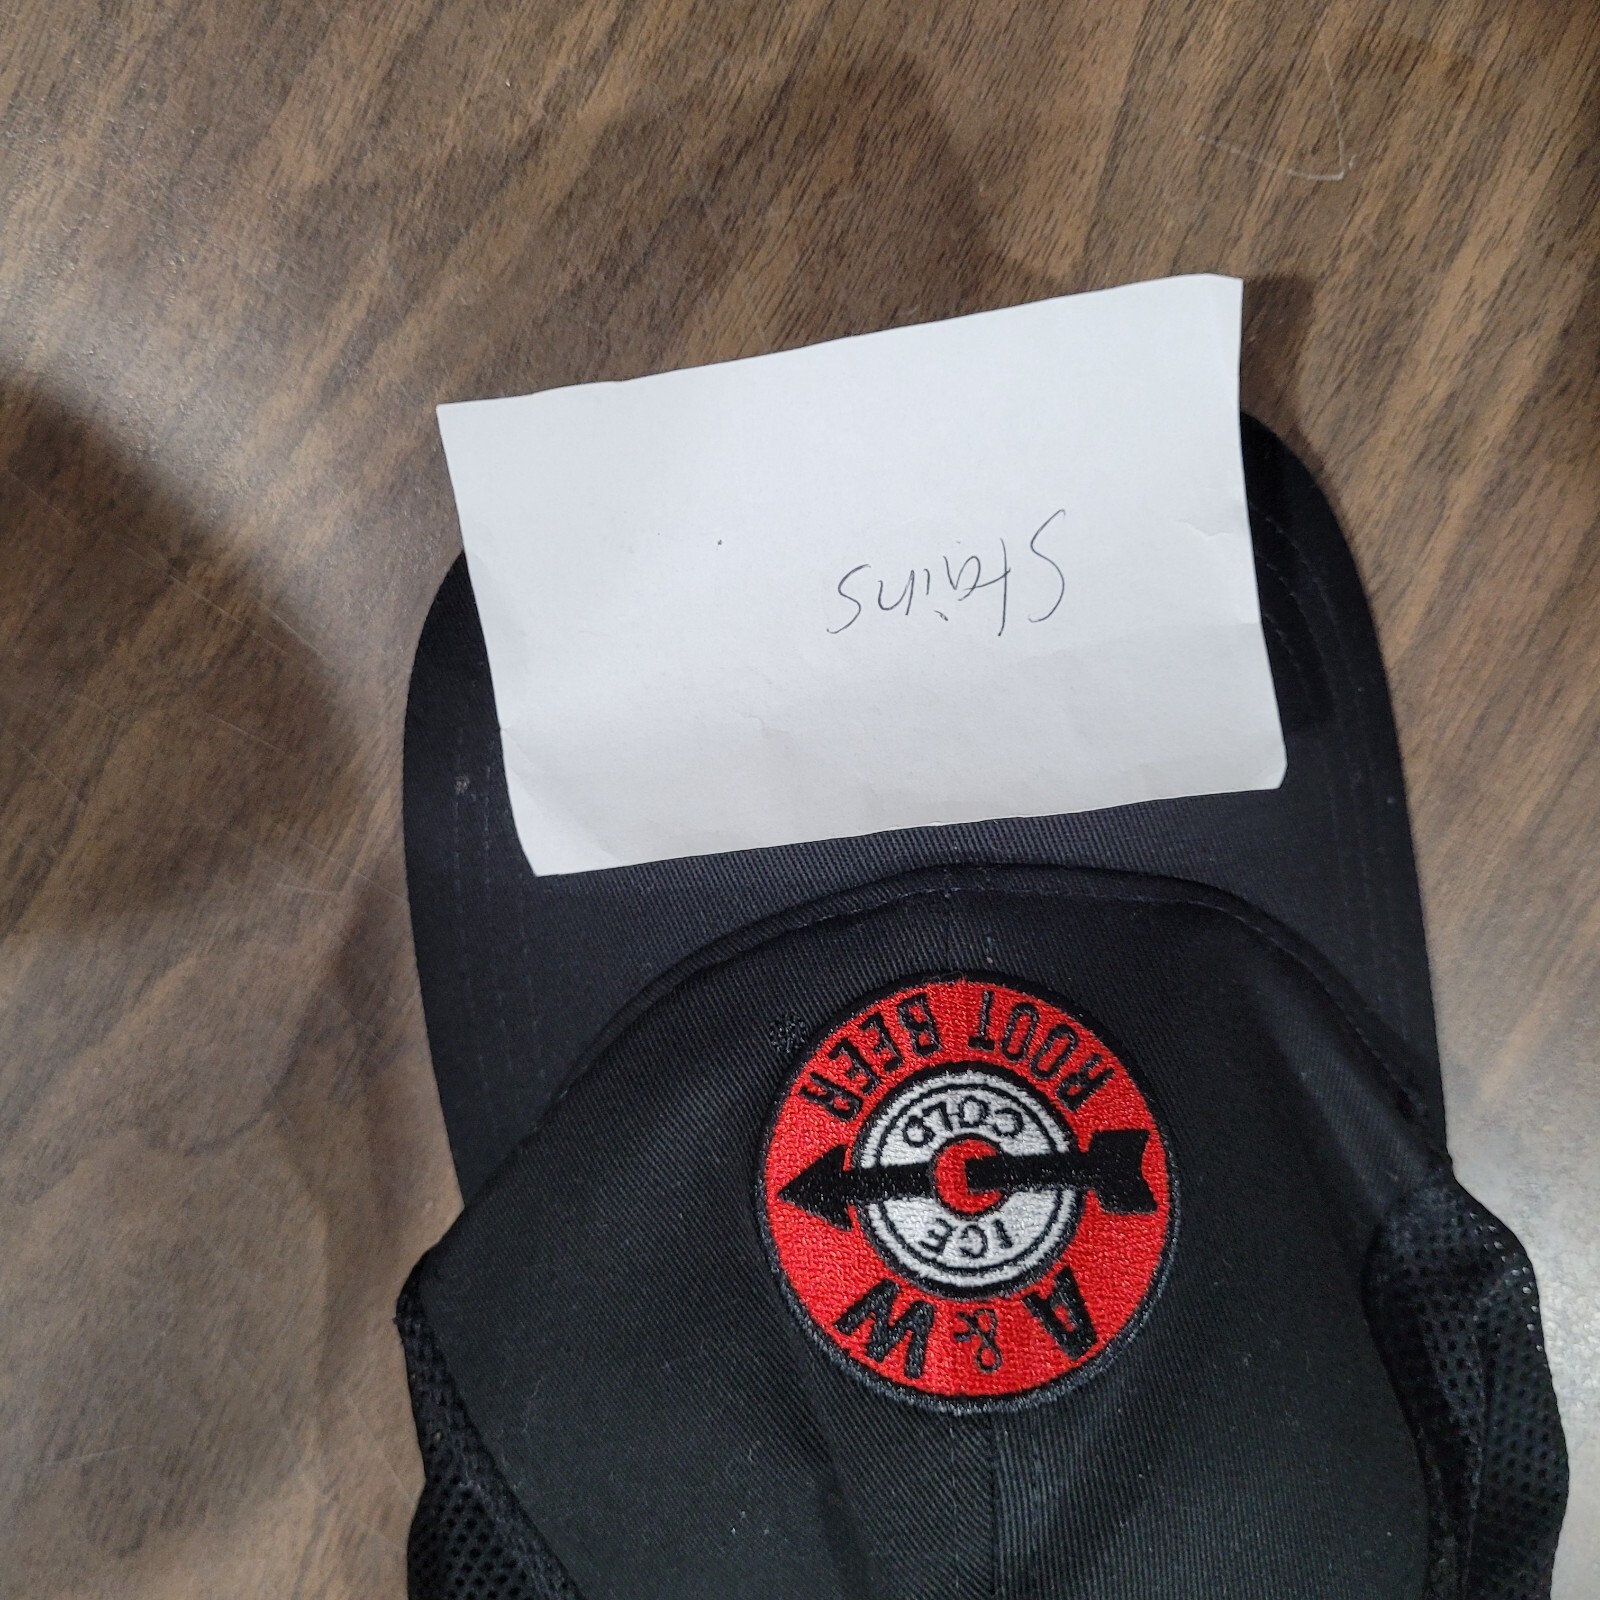 Stains
A & W
ICE
COLD
ROOT BEER